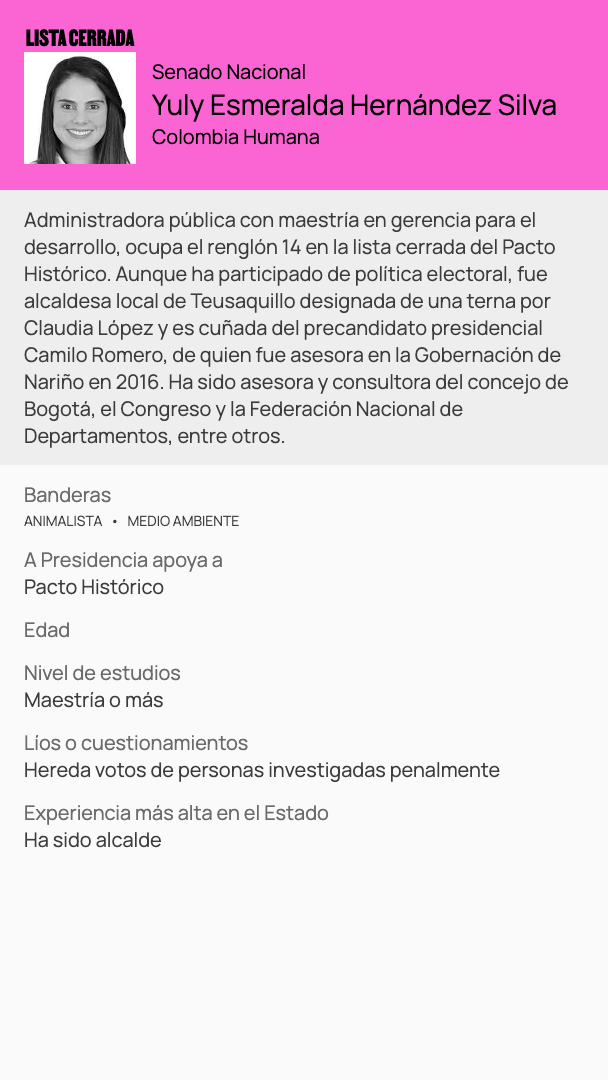 LISTA CERRADA
Senado Nacional
Yuly Esmeralda Hernández Silva
Colombia Humana
Administradora pública con maestría en gerencia para el
desarrollo, ocupa el renglón 14 en la lista cerrada del Pacto
Histórico. Aunque ha participado de política electoral, fue
alcaldesa local de Teusaquillo designada de una terna por
Claudia López y es cuñada del precandidato presidencial
Camilo Romero, de quien fue asesora en la Gobernación de
Nariño en 2016. Ha sido asesora y consultora del concejo de
Bogotá, el Congreso y la Federación Nacional de
Departamentos, entre otros.
Banderas
ANIMALISTA • MEDIO AMBIENTE
A Presidencia apoya a
Pacto Histórico
Edad
Nivel de estudios
Maestría o más
Líos o cuestionamientos
Hereda votos de personas investigadas penalmente
Experiencia más alta en el Estado
Ha sido alcalde